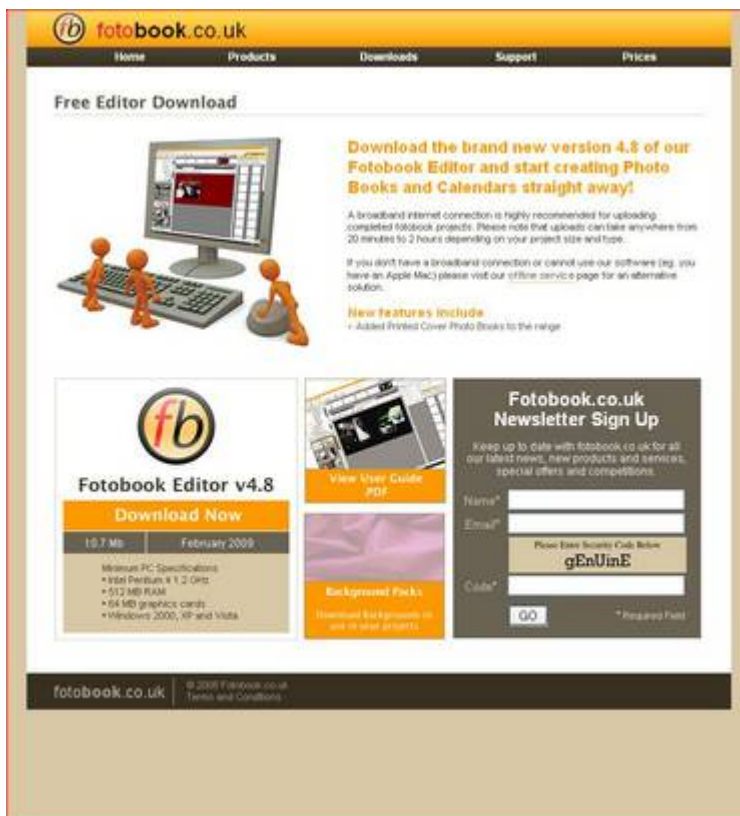 fb fotobook.co.uk
Home Products Downloads Support Prices
Free Editor Download
Download the brand new version 4.8 of our
Fotobook Editor and start creating Photo
Books and Calendars straight away!
A broadband internet connection is highly recommended for uploading
completed fotobook projects. Please note that uploads can take anywhere from
20 minutes to 2 hours depending on your project size and type.
If you don't have a broadband connection or cannot use our software (eg. you
have an Apple Mac) please visit our offline service page for an alternative
solution.
New features include
Added Printed Cover Photo Books to the range
fb
Fotobook Editor v4.8
Download Now
10.7 Mb February 2009
Minimum PC Specifications
• Intel Pentium 4 1.2 GHz
• 512 MB RAM
• 64 MB graphics cards
• Windows 2000, XP and Vista
View User Guide
PDF
Background Packs
Download Backgrounds to
use in your projects
Fotobook.co.uk
Newsletter Sign Up
Keep up to date with fotobook.co.uk for all
our latest news, new products and services,
special offers and competitions.
Name*
Email*
Please Enter Security Code Below
gEnUinE
Code*
GO * Required Field
fotobook.co.uk
© 2008 Fotobook.co.uk
Terms and Conditions